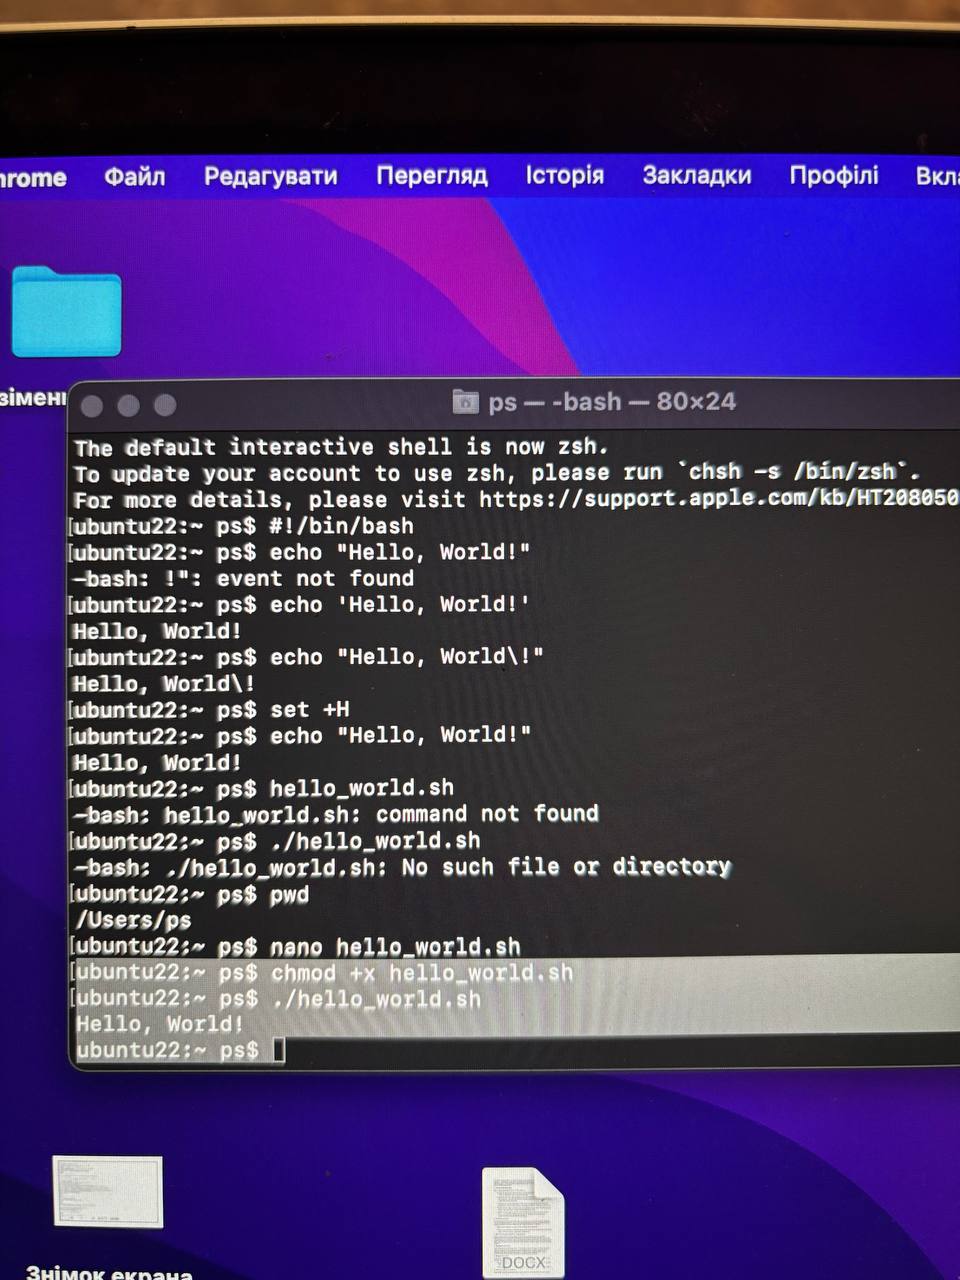 Файл Редагувати Перегляд Історія Закладки Профілі
ps — -bash — 80×24
The default interactive shell is now zsh.
To update your account to use zsh, please run `chsh -s /bin/zsh`.
For more details, please visit https://support.apple.com/kb/HT208050
[ubuntu22:~ ps$ #!/bin/bash
[ubuntu22:~ ps$ echo "Hello, World!"
-bash: !": event not found
[ubuntu22:~ ps$ echo 'Hello, World!'
Hello, World!
[ubuntu22:~ ps$ echo "Hello, World\!"
Hello, World\!
[ubuntu22:~ ps$ set +H
[ubuntu22:~ ps$ echo "Hello, World!"
Hello, World!
[ubuntu22:~ ps$ hello_world.sh
-bash: hello_world.sh: command not found
[ubuntu22:~ ps$ ./hello_world.sh
-bash: ./hello_world.sh: No such file or directory
[ubuntu22:~ ps$ pwd
/Users/ps
[ubuntu22:~ ps$ nano hello_world.sh
[ubuntu22:~ ps$ chmod +x hello_world.sh
[ubuntu22:~ ps$ ./hello_world.sh
Hello, World!
ubuntu22:~ ps$
DOCX
Знімок екрана